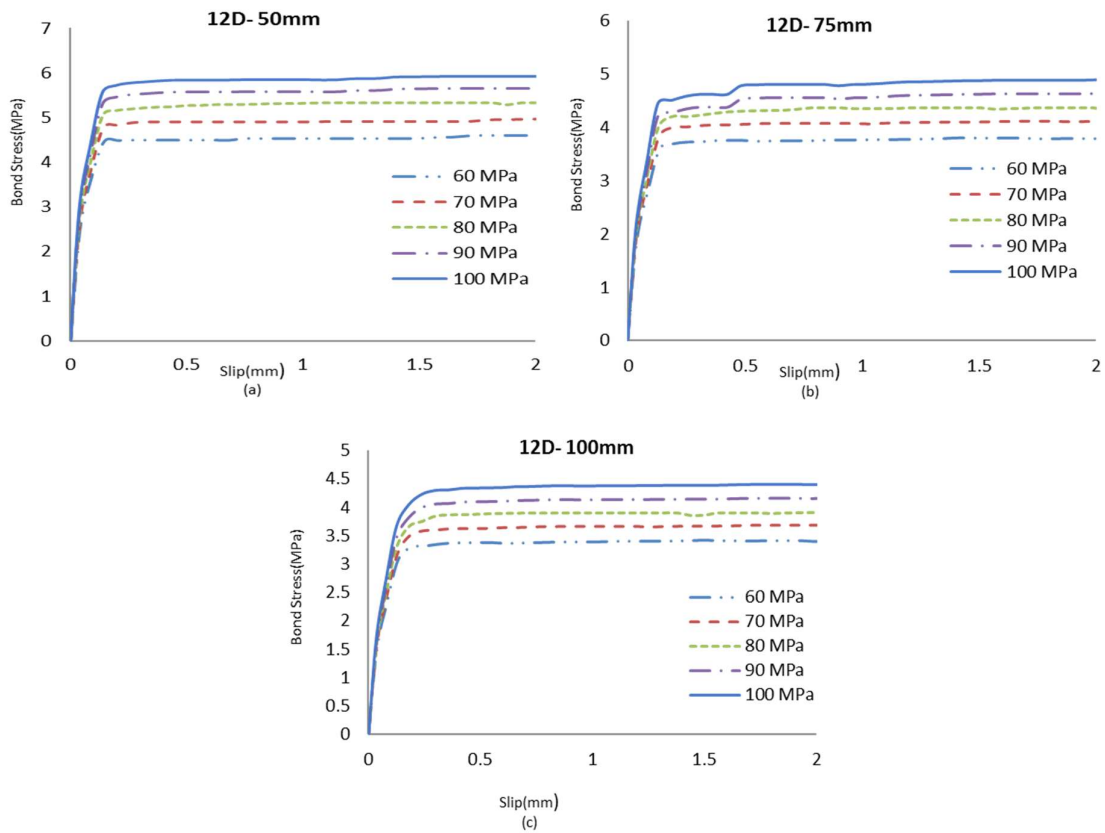 12D- 50mm
7
6
5
4
3
2
1
0
Bond Stress(MPa)
60 MPa
70 MPa
80 MPa
90 MPa
100 MPa
0
0.5
1
1.5
2
Slip(mm)
(a)
12D- 75mm
6
5
4
3
2
1
0
Bond Stress(MPa)
60 MPa
70 MPa
80 MPa
90 MPa
100 MPa
0
0.5
1
1.5
2
Slip(mm)
(b)
12D- 100mm
5
4.5
4
3.5
3
2.5
2
1.5
1
0.5
0
Bond Stress(MPa)
60 MPa
70 MPa
80 MPa
90 MPa
100 MPa
0
0.5
1
1.5
2
Slip(mm)
(c)